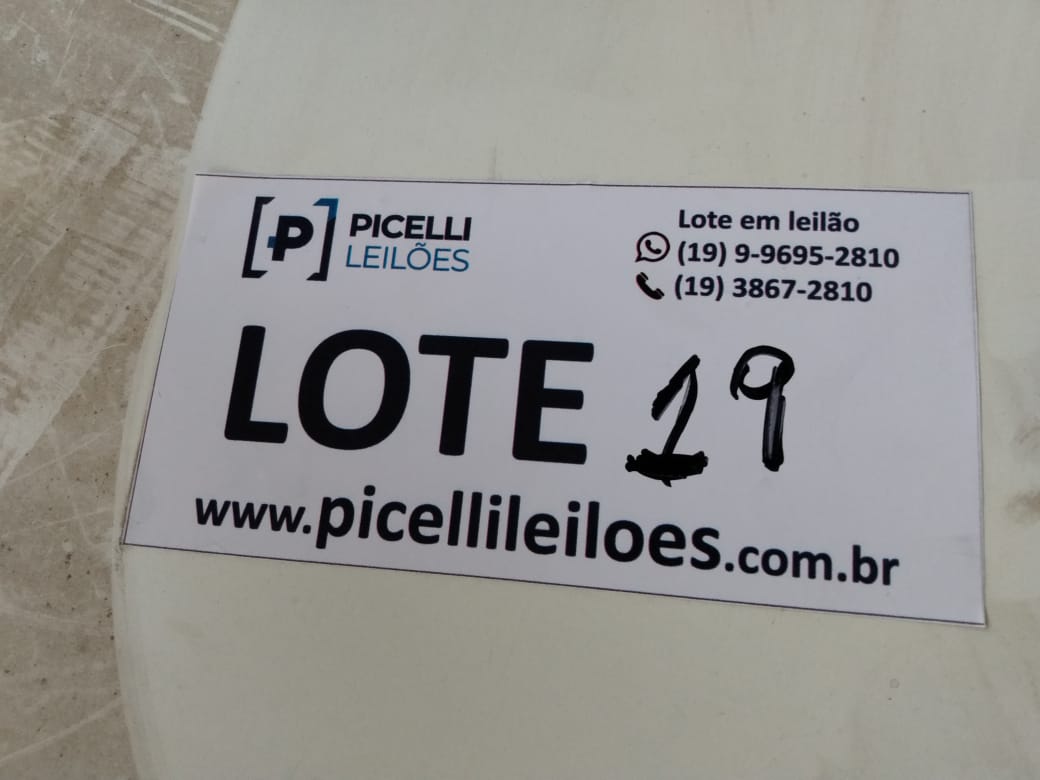 PICELLI
LEILÕES
Lote em leilão
(19) 9-9695-2810
(19) 3867-2810
LOTE 19
www.picellileiloes.com.br